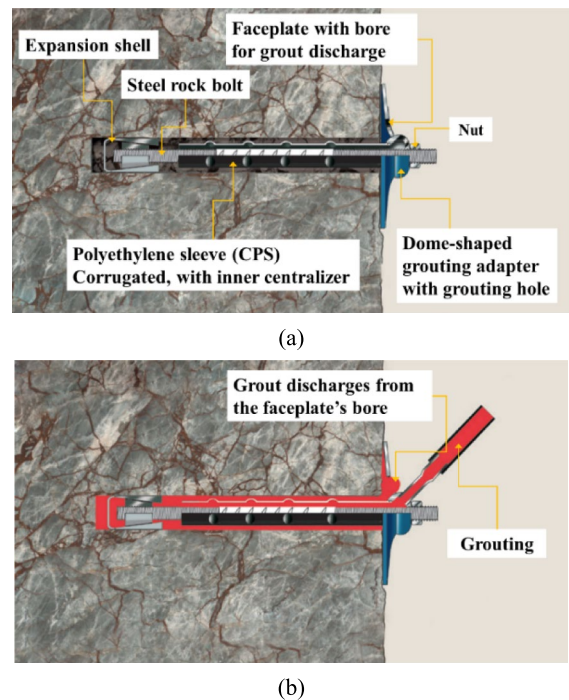 Expansion shell
Faceplate with bore
for grout discharge
Steel rock bolt
Nut
Polyethylene sleeve (CPS)
Corrugated, with inner centralizer
Dome-shaped
grouting adapter
with grouting hole
(a)
Grout discharges from
the faceplate’s bore
Grouting
(b)